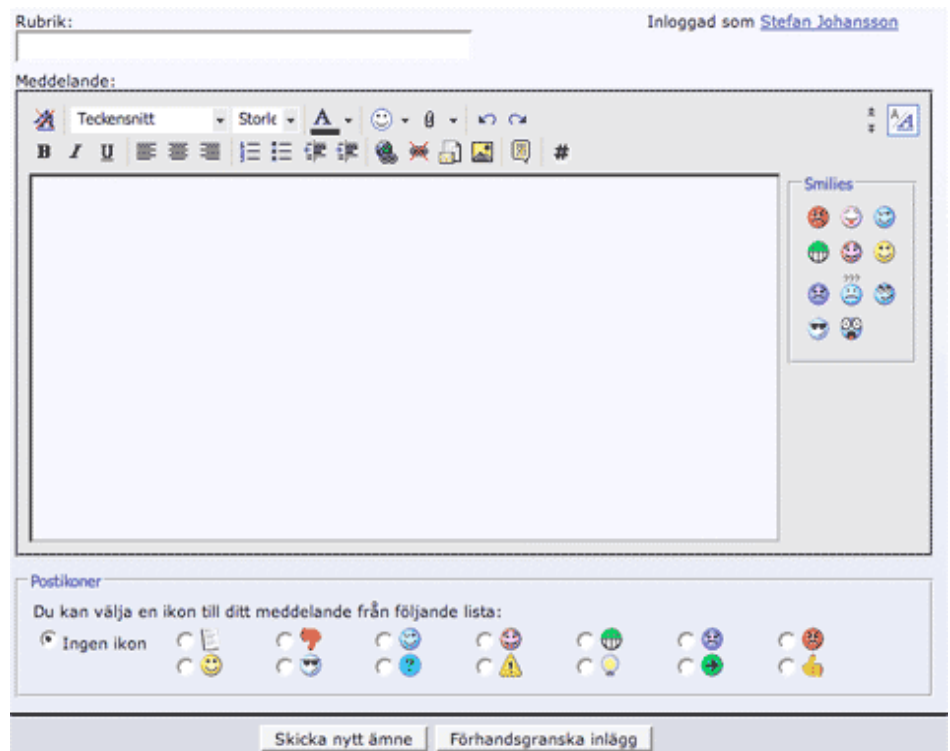 Rubrik: Inloggad som Stefan Johansson
Meddelande:
Teckensnitt Storle A
B I U #
Smilies
???
Postikoner
Du kan välja en ikon till ditt meddelande från följande lista:
Ingen ikon
Skicka nytt ämne Förhandsgranska inlägg